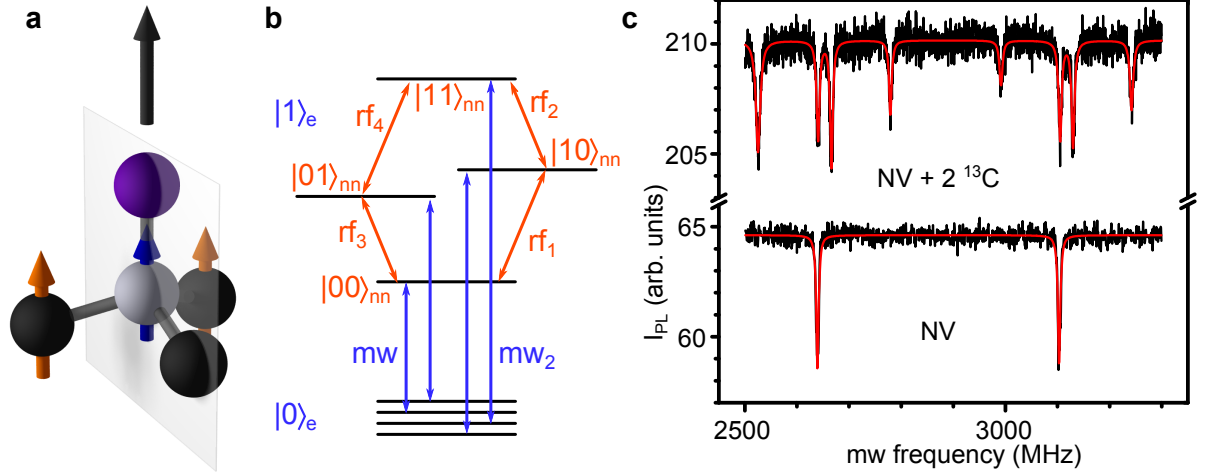 a
b
c
|1⟩e
|11⟩nn
rf4
rf2
|01⟩nn
|10⟩nn
rf3
rf1
|00⟩nn
mw
mw2
|0⟩e
210
205
NV + 2 ¹³C
65
60
NV
IPL (arb. units)
2500
3000
mw frequency (MHz)